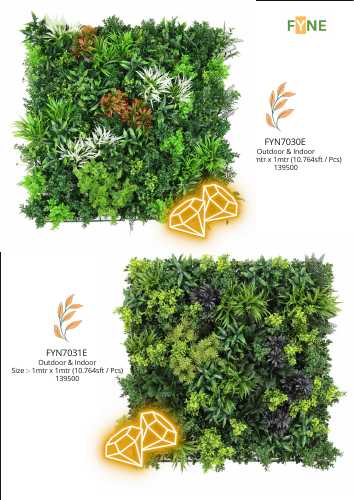 FYNE
FYN7030E
Outdoor & Indoor
mtr x 1mtr (10.764sft / Pcs)
139500
FYN7031E
Outdoor & Indoor
Size :- 1mtr x 1mtr (10.764sft / Pcs)
139500